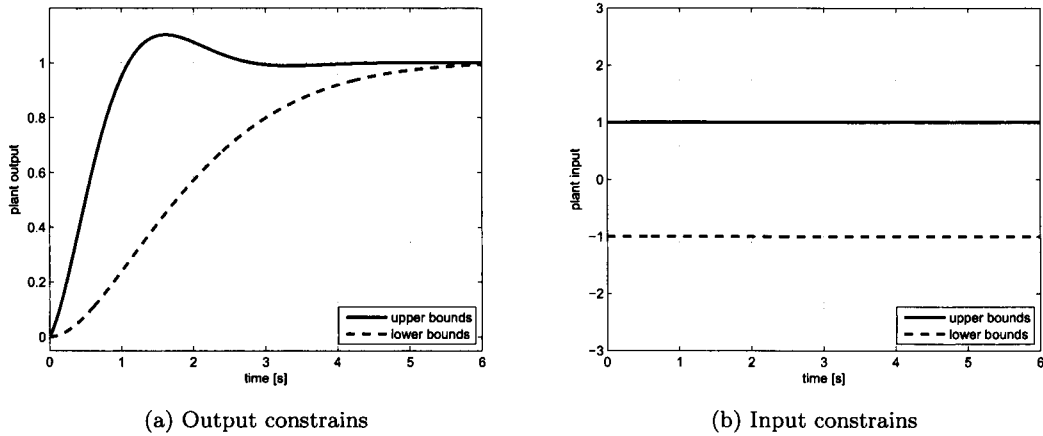 plant output
1
0.8
0.6
0.4
0.2
0
0 1 2 3 4 5 6
time [s]
upper bounds
lower bounds
(a) Output constrains
plant input
3
2
1
0
−1
−2
−3
0 1 2 3 4 5 6
time [s]
upper bounds
lower bounds
(b) Input constrains